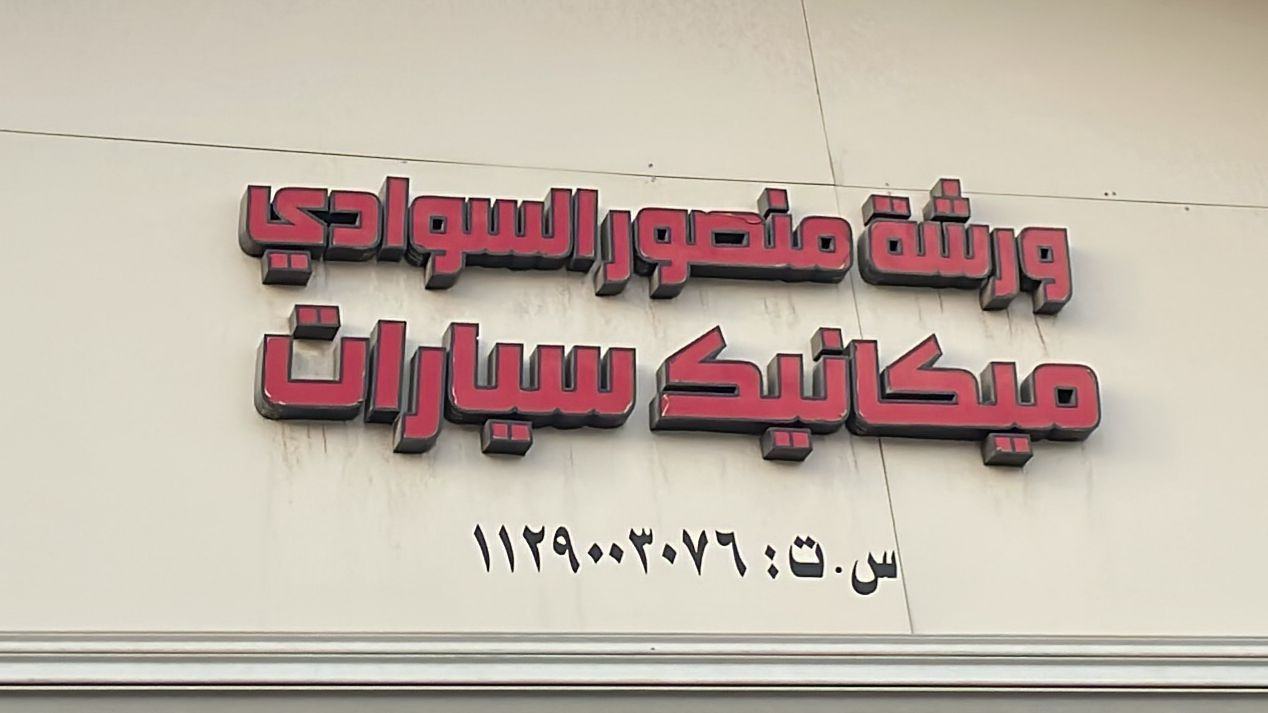 ورشة منصور السوادي
ميكانيك سيارات
س.ت: ١١٢٩٠٠٣٠٧٦